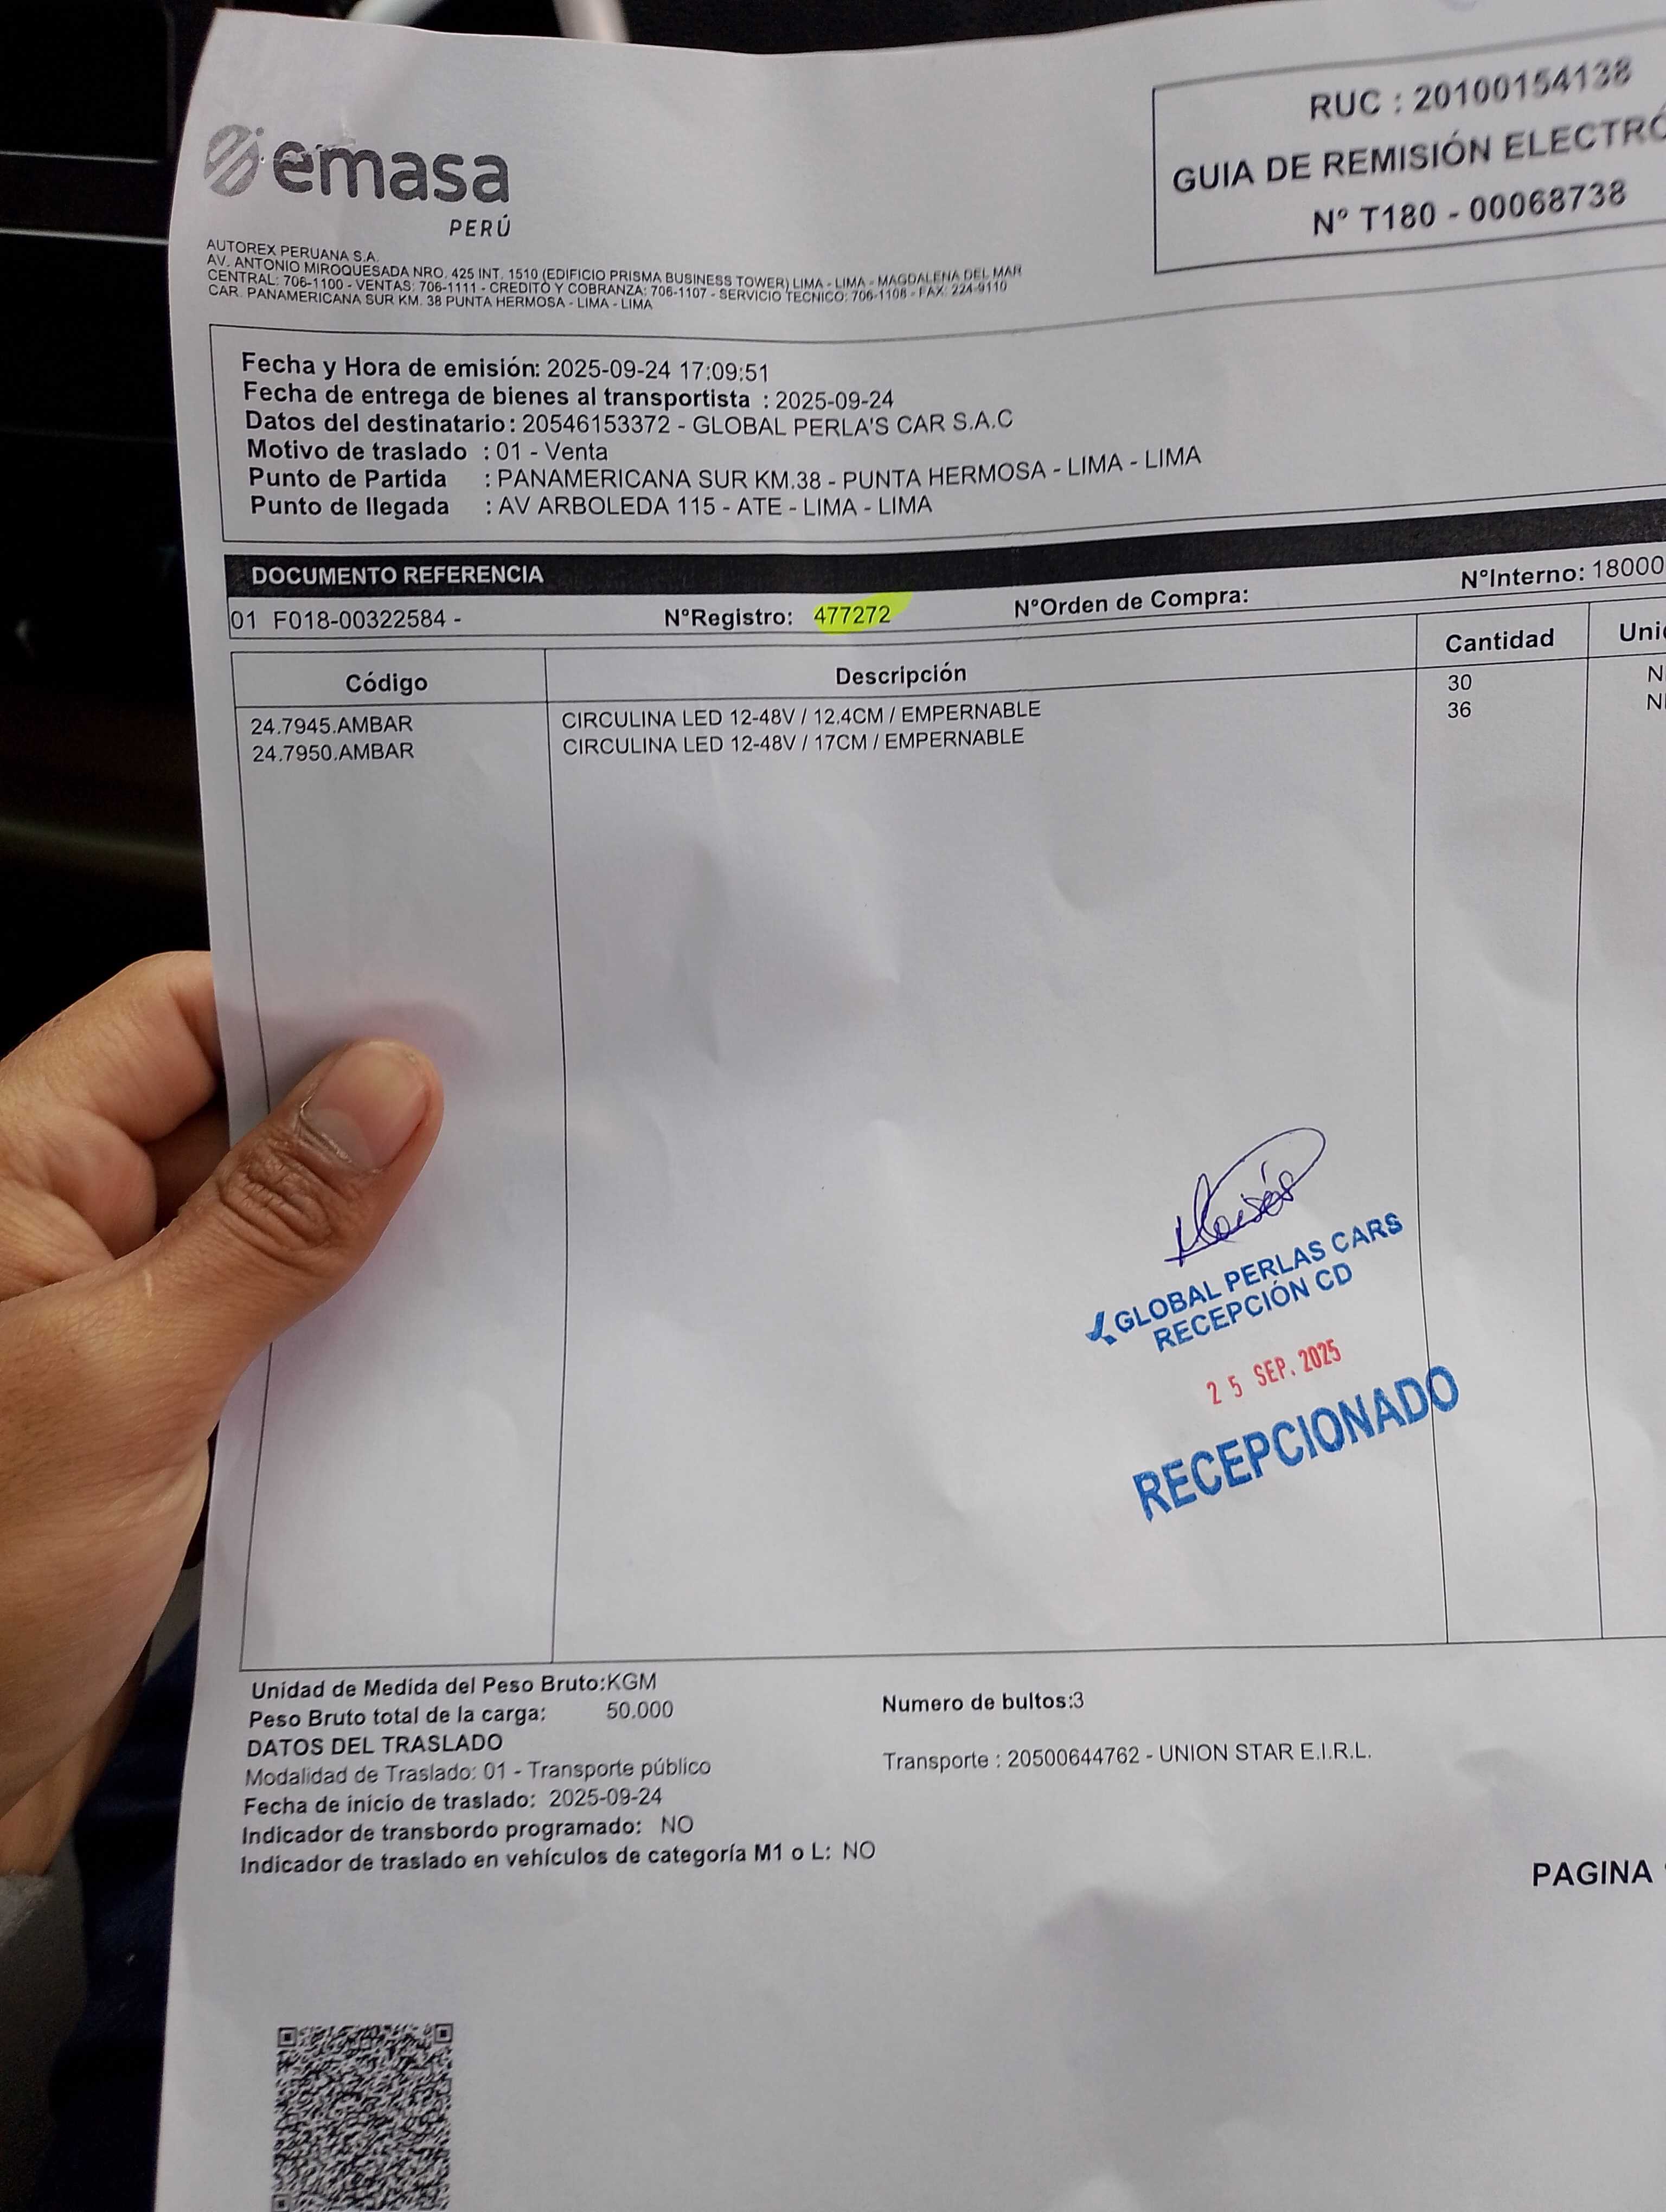 emasa
PERÚ
RUC : 20100154138
GUIA DE REMISIÓN ELECTRÓ
N° T180 - 00068738
AUTOREX PERUANA S.A.
AV. ANTONIO MIROQUESADA NRO. 425 INT. 1510 (EDIFICIO PRISMA BUSINESS TOWER) LIMA - LIMA - MAGDALENA DEL MAR
CENTRAL: 706-1100 - VENTAS: 706-1111 - CREDITO Y COBRANZA: 706-1107 - SERVICIO TECNICO: 706-1108 - FAX: 224-9110
CAR. PANAMERICANA SUR KM. 38 PUNTA HERMOSA - LIMA - LIMA
Fecha y Hora de emisión: 2025-09-24 17:09:51
Fecha de entrega de bienes al transportista : 2025-09-24
Datos del destinatario: 20546153372 - GLOBAL PERLA'S CAR S.A.C
Motivo de traslado : 01 - Venta
Punto de Partida : PANAMERICANA SUR KM.38 - PUNTA HERMOSA - LIMA - LIMA
Punto de llegada : AV ARBOLEDA 115 - ATE - LIMA - LIMA
DOCUMENTO REFERENCIA
01 F018-00322584 - N°Registro: 477272 N°Orden de Compra: N°Interno: 18000
Código Descripción Cantidad Unid
24.7945.AMBAR CIRCULINA LED 12-48V / 12.4CM / EMPERNABLE 30 N
24.7950.AMBAR CIRCULINA LED 12-48V / 17CM / EMPERNABLE 36 N
Moisés
GLOBAL PERLAS CARS
RECEPCIÓN CD
25 SEP. 2025
RECEPCIONADO
Unidad de Medida del Peso Bruto:KGM
Peso Bruto total de la carga: 50.000 Numero de bultos:3
DATOS DEL TRASLADO
Modalidad de Traslado: 01 - Transporte público Transporte : 20500644762 - UNION STAR E.I.R.L.
Fecha de inicio de traslado: 2025-09-24
Indicador de transbordo programado: NO
Indicador de traslado en vehículos de categoría M1 o L: NO
PAGINA